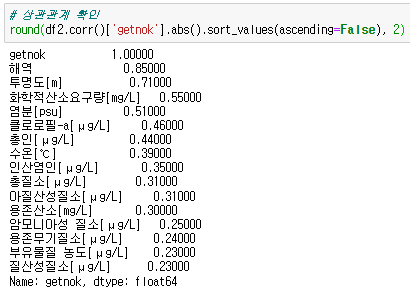 # 상관관계 확인
round(df2.corr()['getnok'].abs().sort_values(ascending=False), 2)
getnok 1.00000
해역 0.85000
투명도[m] 0.71000
화학적산소요구량[mg/L] 0.55000
염분[psu] 0.51000
클로로필-a[μg/L] 0.46000
총인[μg/L] 0.44000
수온[℃] 0.39000
인산염인[μg/L] 0.35000
총질소[μg/L] 0.31000
아질산성질소[μg/L] 0.31000
용존산소[mg/L] 0.30000
암모니아성 질소[μg/L] 0.25000
용존무기질소[μg/L] 0.24000
부유물질 농도[μg/L] 0.23000
질산성질소[μg/L] 0.23000
Name: getnok, dtype: float64